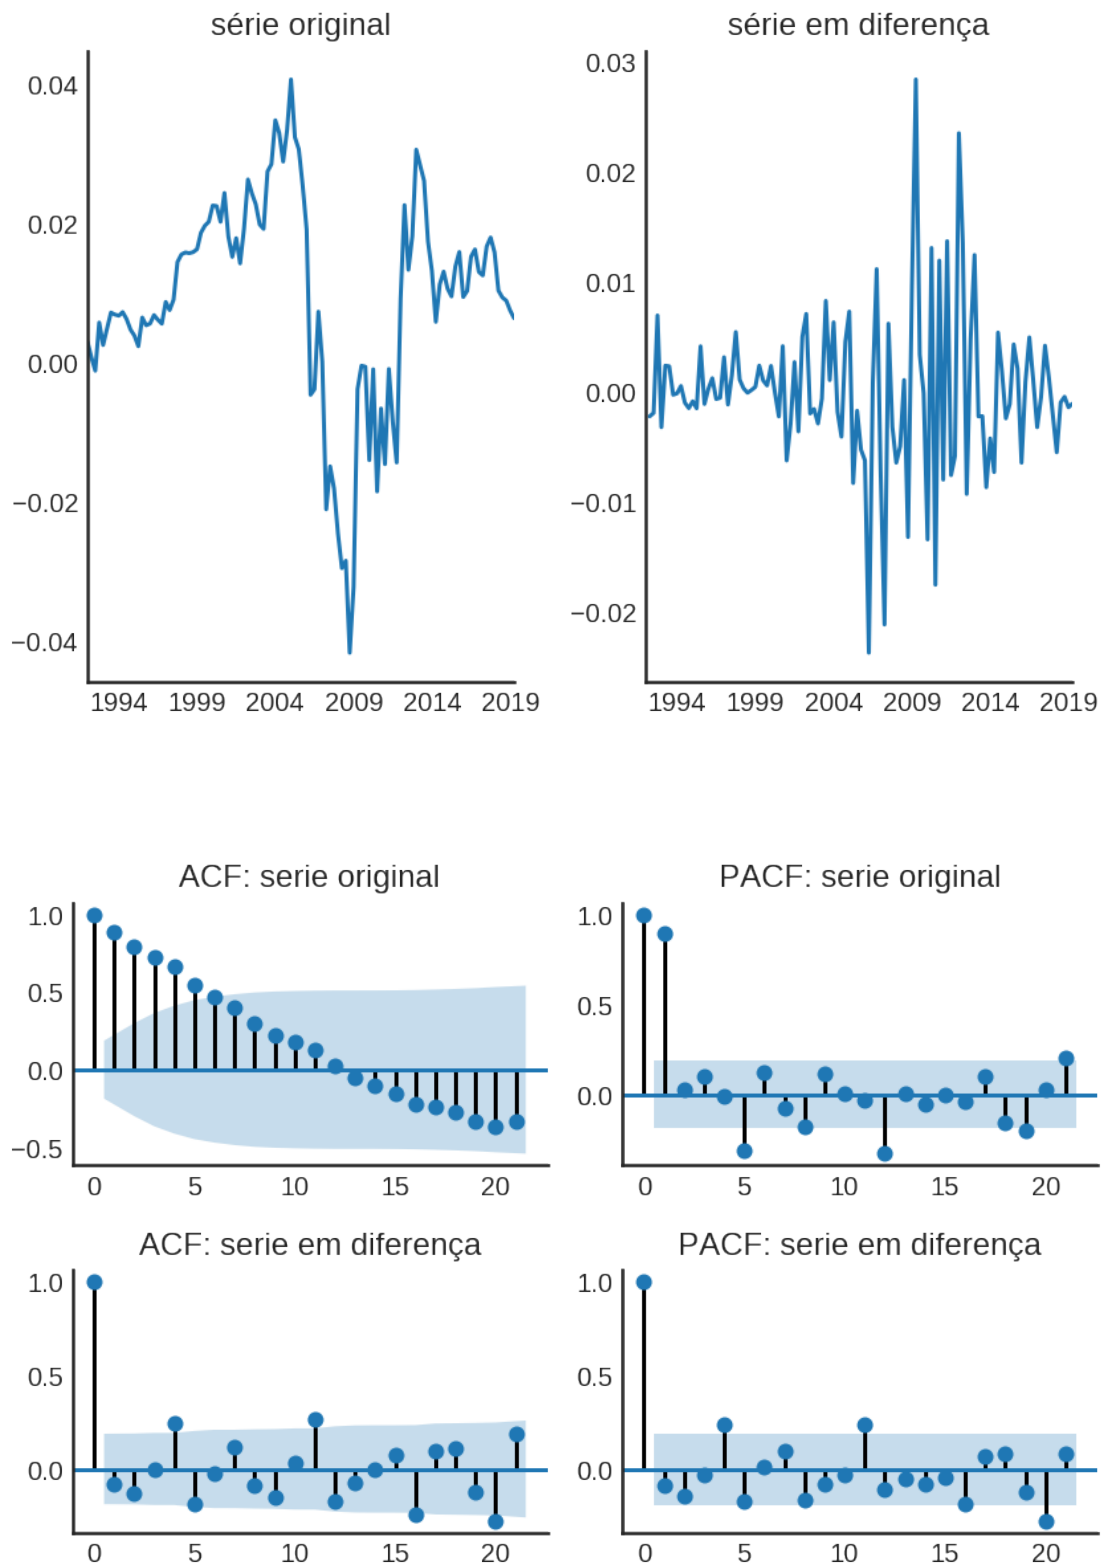 série original
série em diferença
0.04
0.02
0.00
−0.02
−0.04
1994 1999 2004 2009 2014 2019
0.03
0.02
0.01
0.00
−0.01
−0.02
1994 1999 2004 2009 2014 2019
ACF: serie original
1.0
0.5
0.0
−0.5
0 5 10 15 20
PACF: serie original
1.0
0.5
0.0
0 5 10 15 20
ACF: serie em diferença
1.0
0.5
0.0
0 5 10 15 20
PACF: serie em diferença
1.0
0.5
0.0
0 5 10 15 20